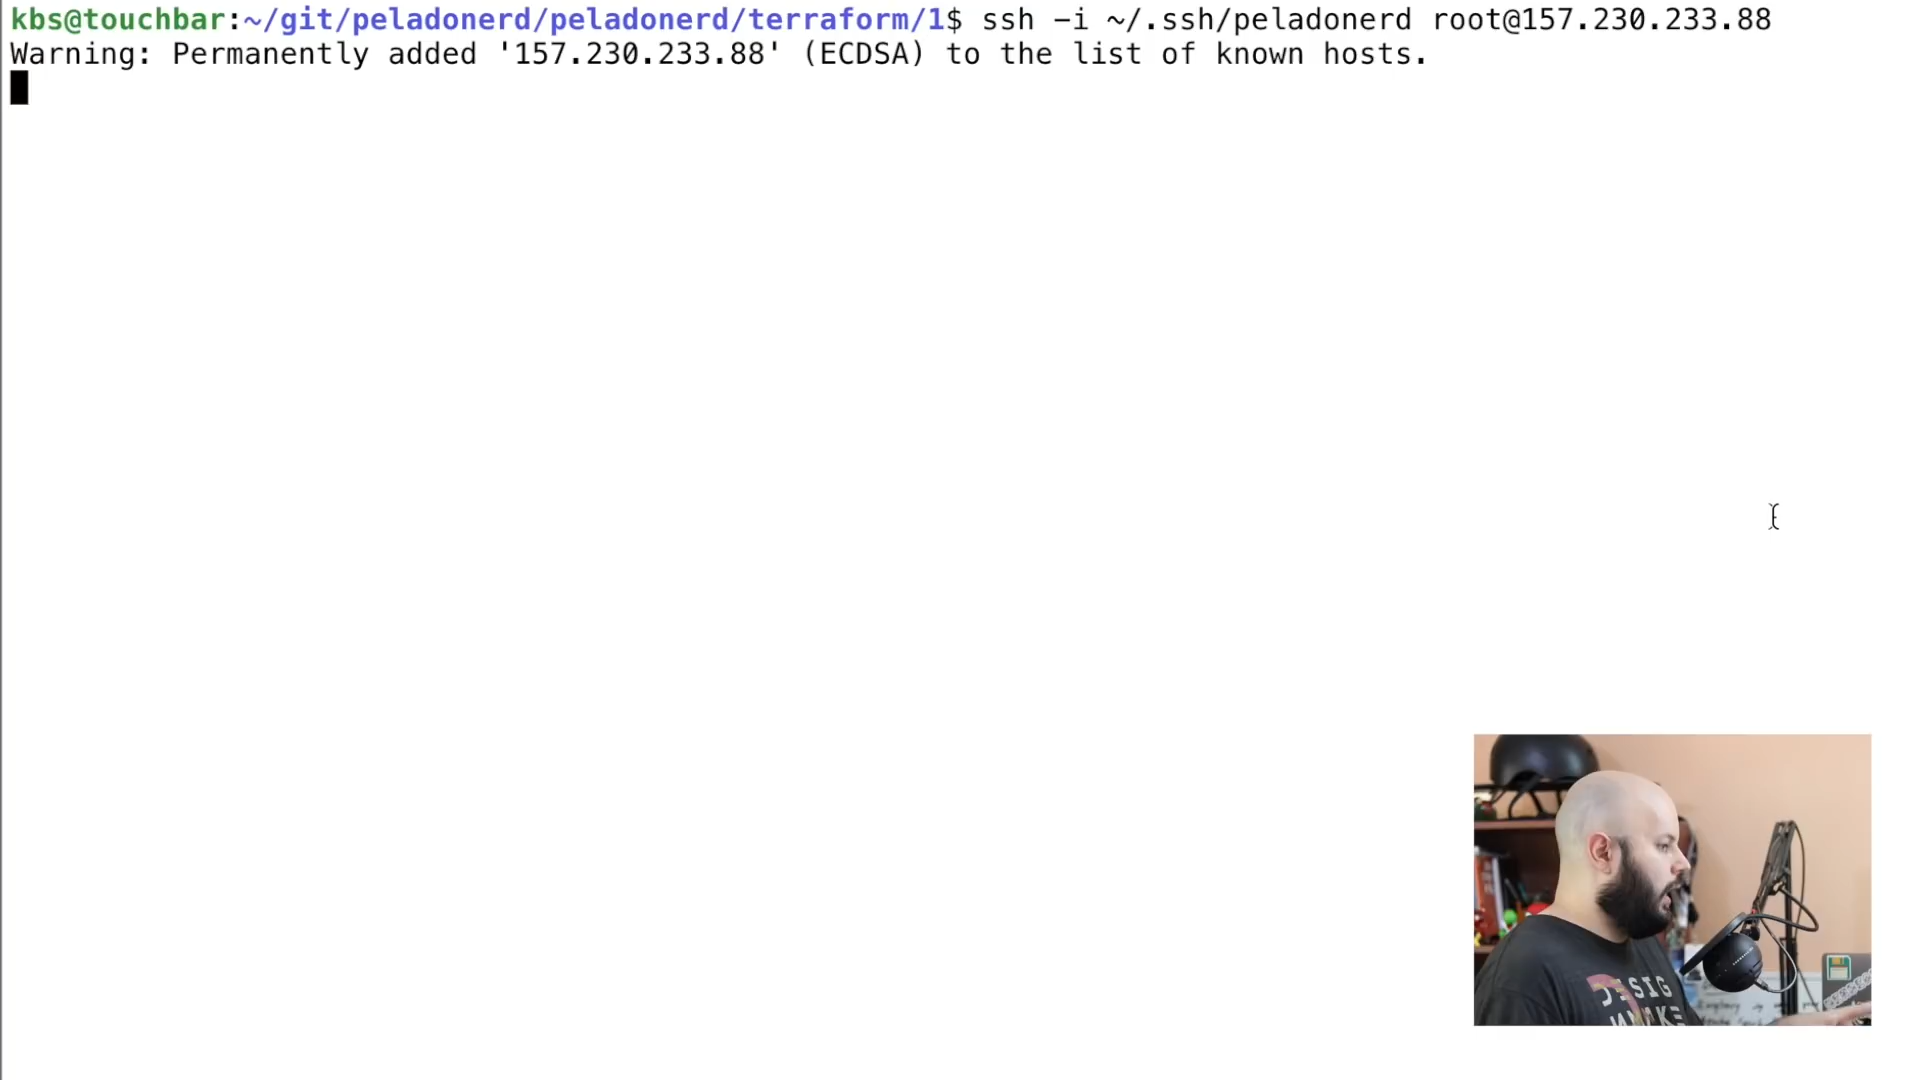 kbs@touchbar:~/git/peladonerd/peladonerd/terraform/1$ ssh -i ~/.ssh/peladonerd root@157.230.233.88
Warning: Permanently added '157.230.233.88' (ECDSA) to the list of known hosts.